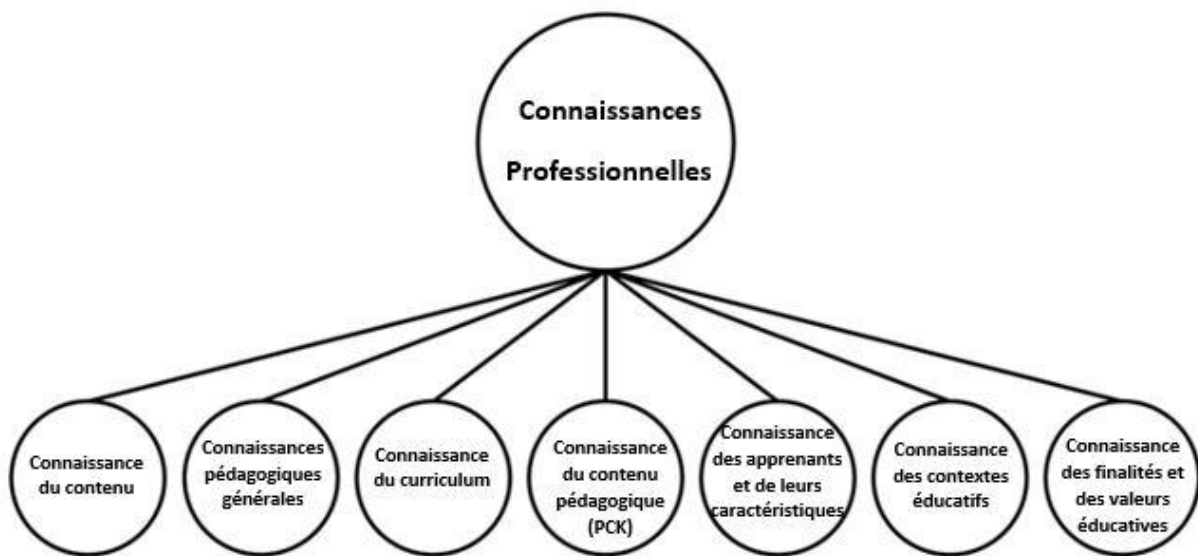 Connaissances
Professionnelles
Connaissance
du contenu
Connaissances
pédagogiques
générales
Connaissance
du curriculum
Connaissance
du contenu
pédagogique
(PCK)
Connaissance
des apprenants
et de leurs
caractéristiques
Connaissance
des contextes
éducatifs
Connaissance
des finalités et
des valeurs
éducatives